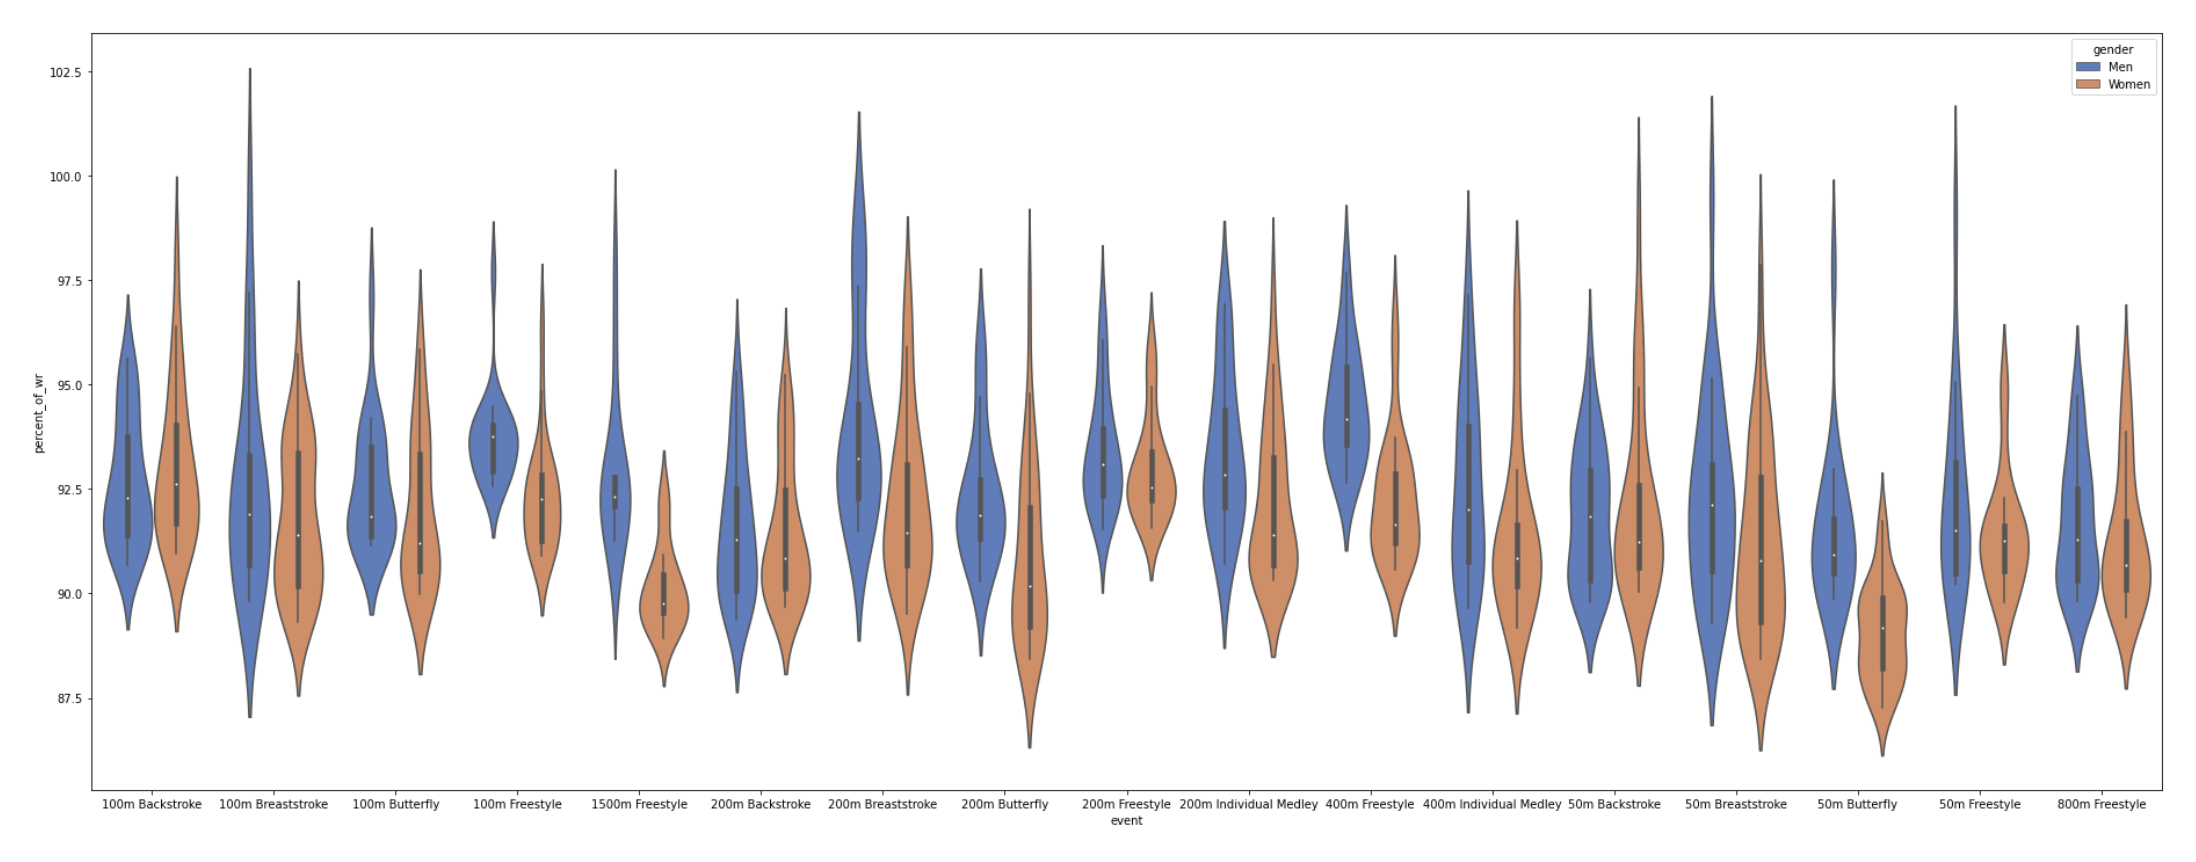 gender
Men
Women
102.5
100.0
97.5
95.0
92.5
90.0
87.5
percent_of_wr
100m Backstroke 100m Breaststroke 100m Butterfly 100m Freestyle 1500m Freestyle 200m Backstroke 200m Breaststroke 200m Butterfly 200m Freestyle 200m Individual Medley 400m Freestyle 400m Individual Medley 50m Backstroke 50m Breaststroke 50m Butterfly 50m Freestyle 800m Freestyle
event